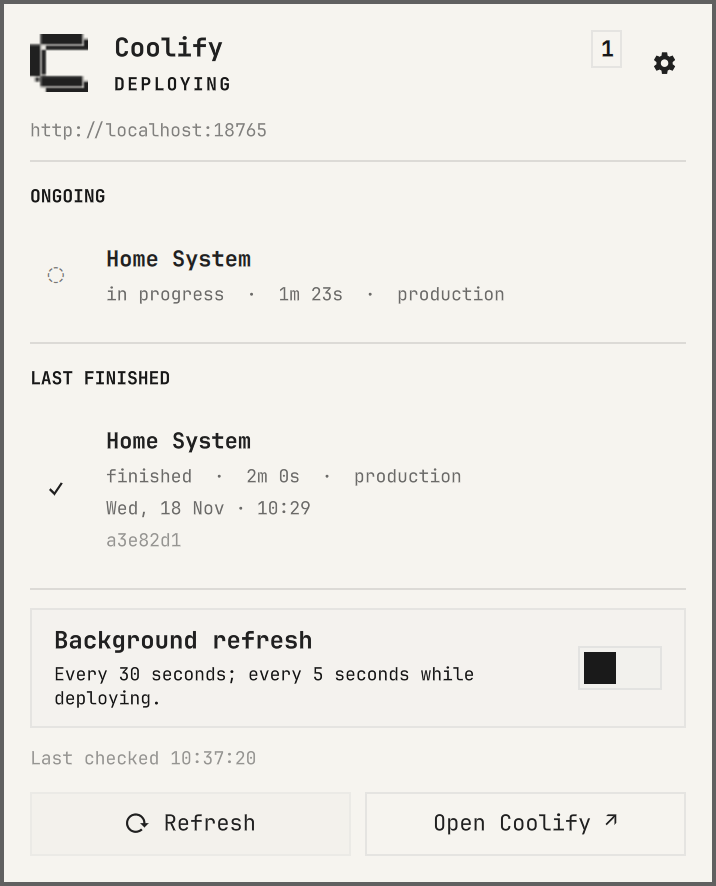 Coolify
1
DEPLOYING
http://localhost:18765
ONGOING
Home System
in progress · 1m 23s · production
LAST FINISHED
Home System
finished · 2m 0s · production
Wed, 18 Nov · 10:29
a3e82d1
Background refresh
Every 30 seconds; every 5 seconds while
deploying.
Last checked 10:37:20
Refresh
Open Coolify ↗